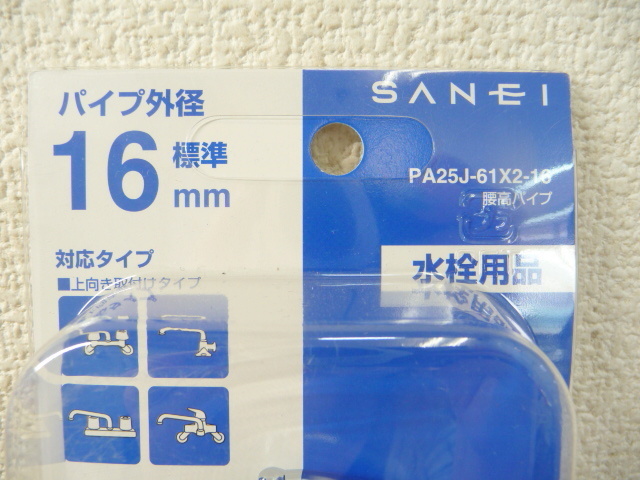 パイプ外径
16 標準 mm
対応タイプ
■上向き取付けタイプ
SANEI
PA25J-61X2-16
腰高パイプ
水栓用品